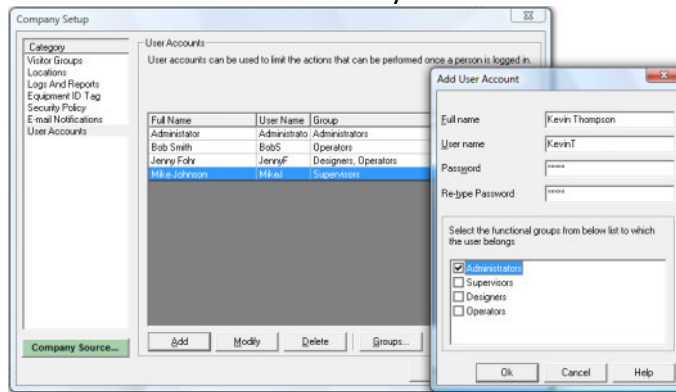 Company Setup
Category
Visitor Groups
Locations
Logs And Reports
Equipment ID Tag
Security Policy
E-mail Notifications
User Accounts
Company Source...
User Accounts
User accounts can be used to limit the actions that can be performed once a person is logged in.
Full Name User Name Group
Administator Administrato Administrators
Bob Smith BobS Operators
Jenny Fohr JennyF Designers, Operators
Mike Johnson MikeJ Supervisors
Add Modify Delete Groups...
Add User Account
Full name Kevin Thompson
User name KevinT
Password *****
Re-type Password *****
Select the functional groups from below list to which
the user belongs
Administrators
Supervisors
Designers
Operators
Ok Cancel Help